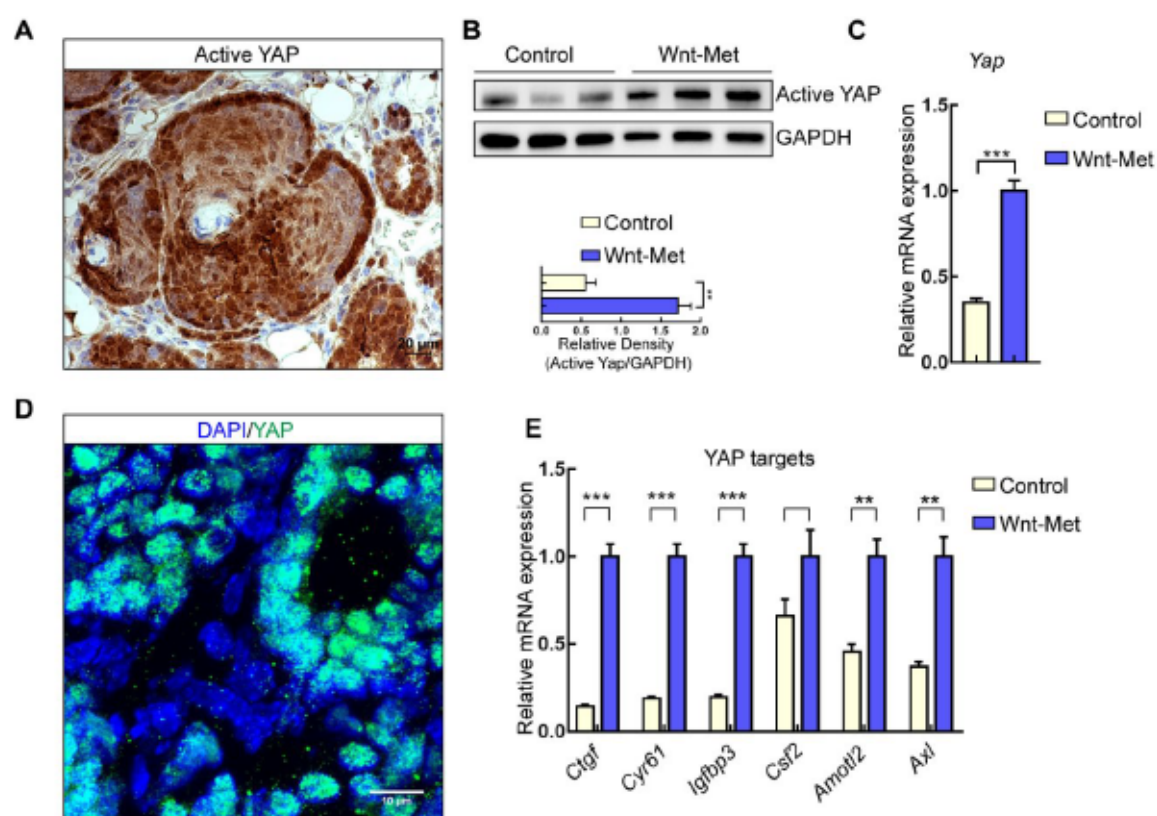 A
Active YAP
20 µm
B
Control Wnt-Met
Active YAP
GAPDH
Control
Wnt-Met
**
0.0 0.5 1.0 1.5 2.0
Relative Density
(Active Yap/GAPDH)
C
Yap
Relative mRNA expression
1.5
1.0
0.5
0.0
***
Control
Wnt-Met
D
DAPI/YAP
10 µm
E
YAP targets
Relative mRNA expression
1.5
1.0
0.5
0.0
*** *** *** ** **
Control
Wnt-Met
Ctgf Cyr61 Igfbp3 Csf2 Amotl2 Axl